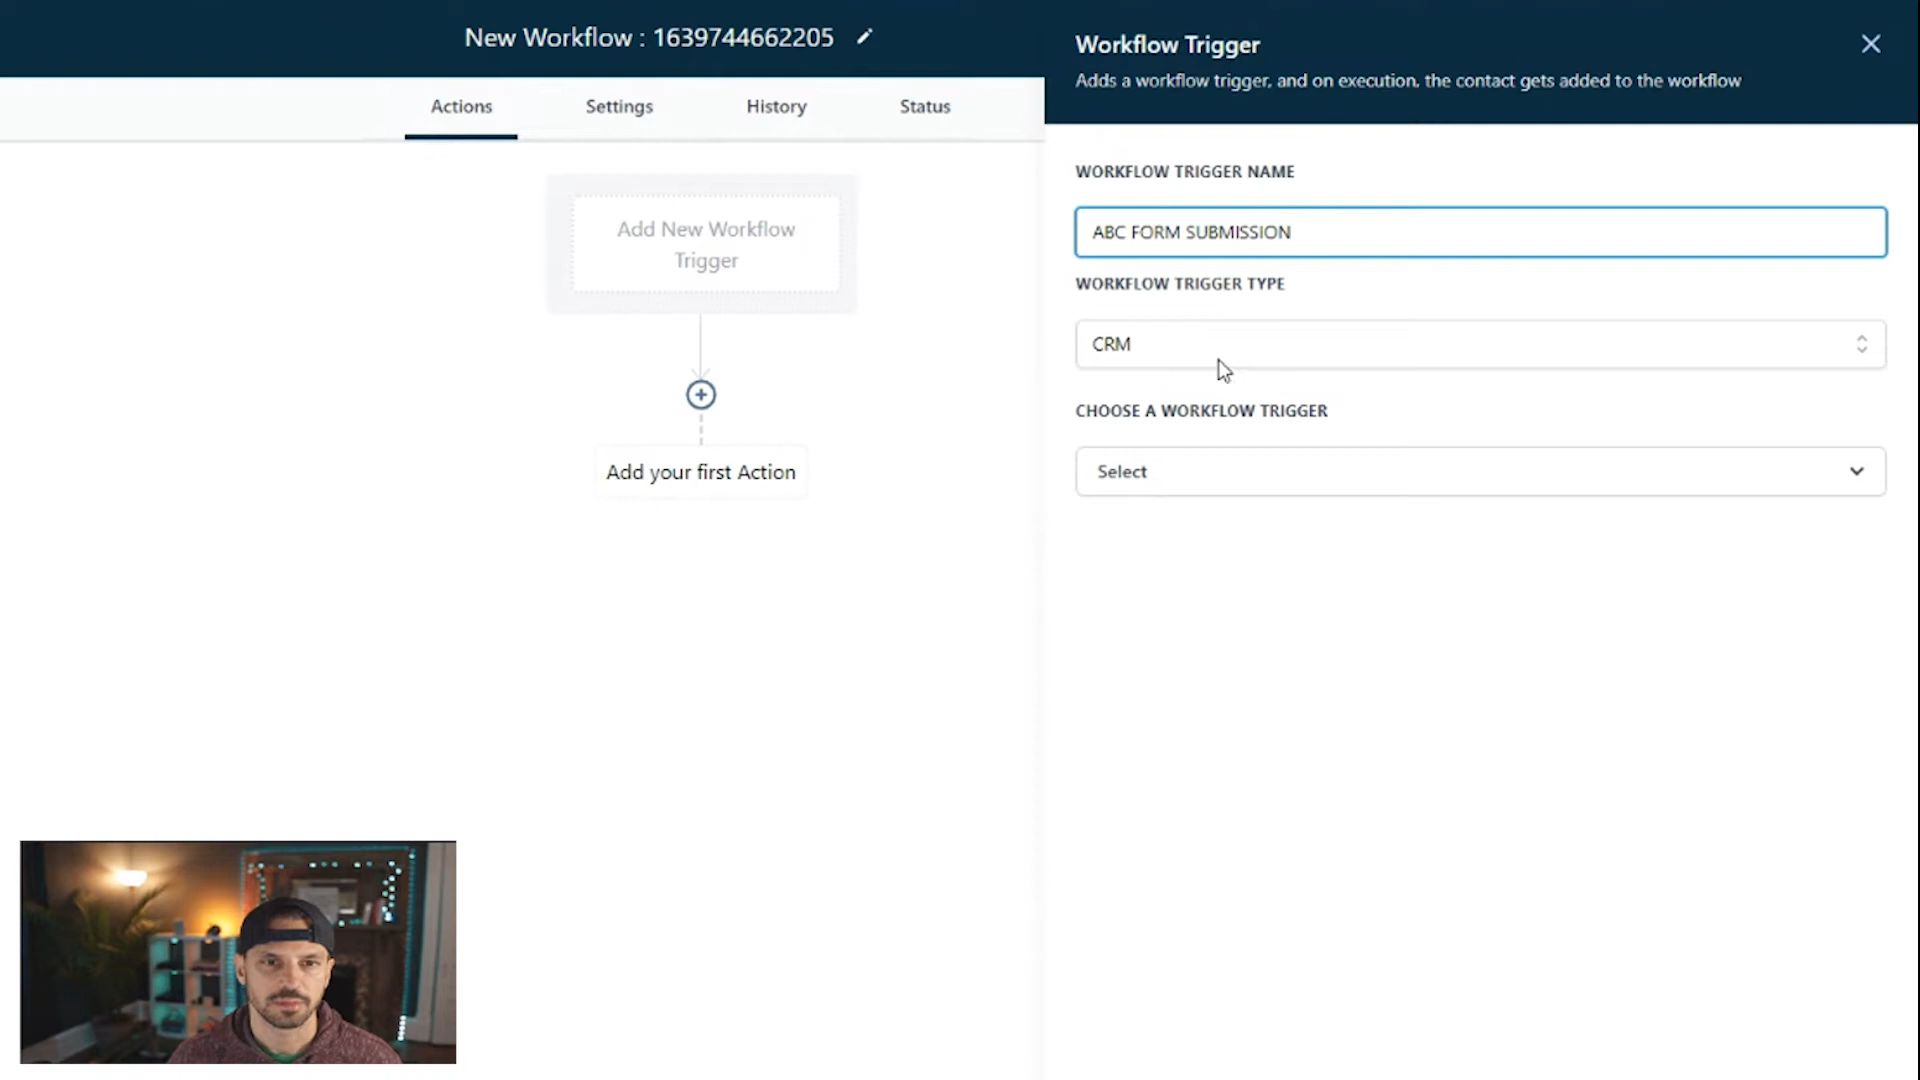 New Workflow : 1639744662205
Actions
Settings
History
Status
Add New Workflow
Trigger
Add your first Action
Workflow Trigger
Adds a workflow trigger, and on execution, the contact gets added to the workflow
WORKFLOW TRIGGER NAME
ABC FORM SUBMISSION
WORKFLOW TRIGGER TYPE
CRM
CHOOSE A WORKFLOW TRIGGER
Select